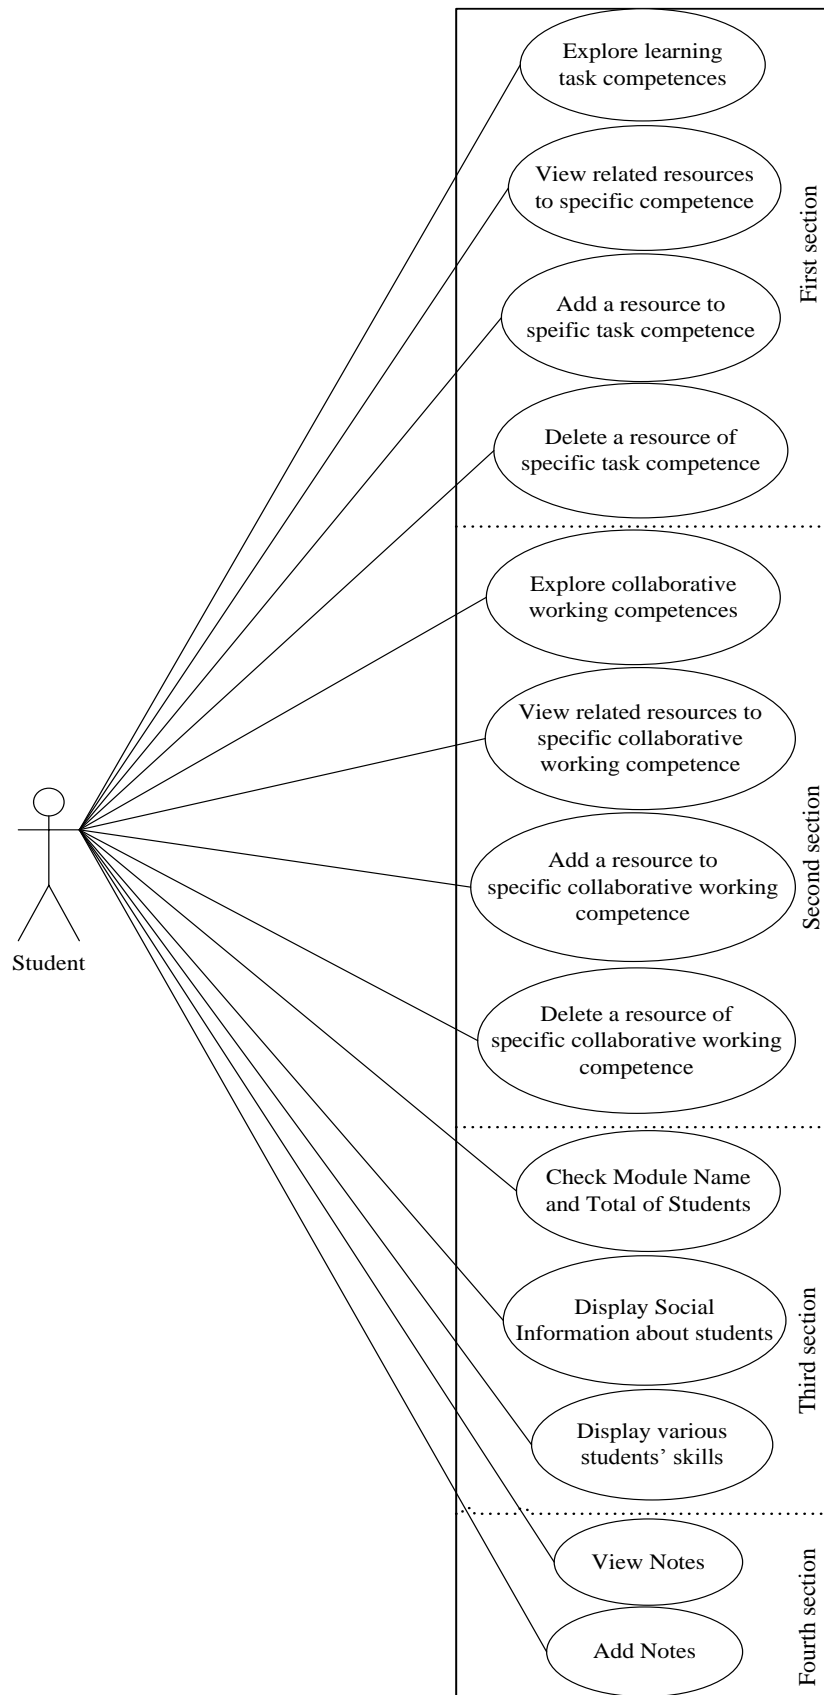 Explore learning
task competences
View related resources
to specific competence
First section
Add a resource to
speific task competence
Delete a resource of
specific task competence
Explore collaborative
working competences
View related resources to
specific collaborative
working competence
Second section
Add a resource to
specific collaborative working
competence
Student
Delete a resource of
specific collaborative working
competence
Check Module Name
and Total of Students
Display Social
Information about students
Third section
Display various
students’ skills
View Notes
Fourth section
Add Notes